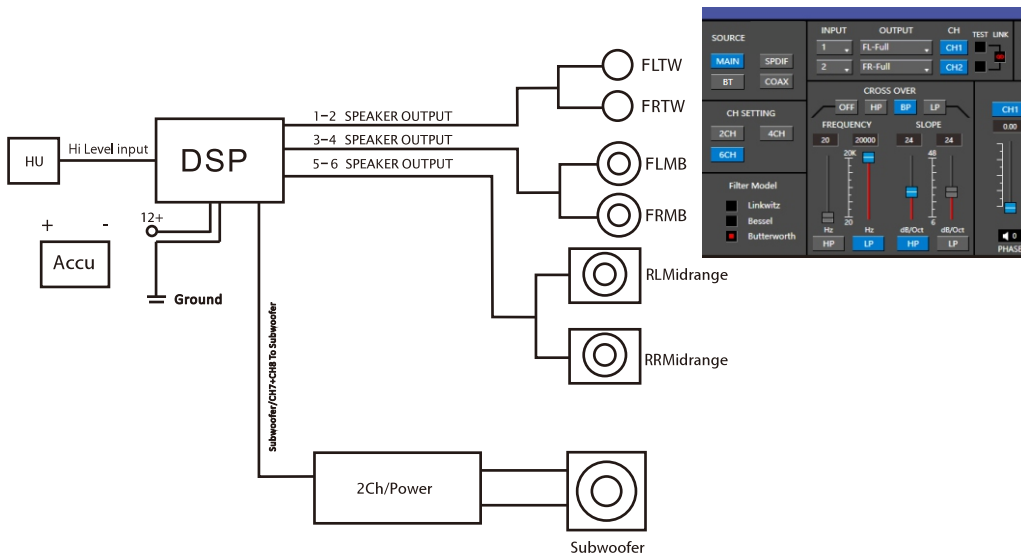 HU
Hi Level input
DSP
1-2 SPEAKER OUTPUT
3-4 SPEAKER OUTPUT
5-6 SPEAKER OUTPUT
FLTW
FRTW
FLMB
FRMB
RLMidrange
RRMidrange
12+
+ -
Accu
Ground
Subwoofer/CH7+CH8 To Subwoofer
2Ch/Power
Subwoofer
SOURCE
MAIN SPDIF
BT COAX
CH SETTING
2CH 4CH
6CH
Filter Model
Linkwitz
Bessel
Butterworth
INPUT OUTPUT CH TEST LINK
1 FL-Full CH1
2 FR-Full CH2
CROSS OVER
OFF HP BP LP
FREQUENCY SLOPE
20 20000 24 24
20K 48
20 6
Hz Hz dB/Oct dB/Oct
HP LP HP LP
CH1
0.00
0
PHASE